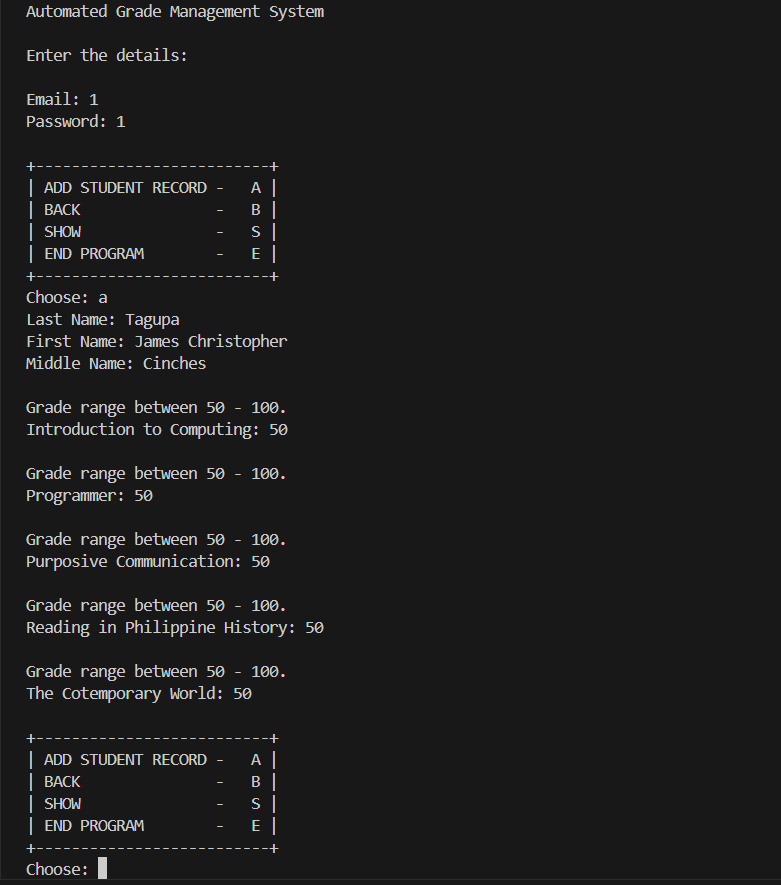 Automated Grade Management System
Enter the details:
Email: 1
Password: 1
+--------------------------+
| ADD STUDENT RECORD -   A |
| BACK               -   B |
| SHOW               -   S |
| END PROGRAM        -   E |
+--------------------------+
Choose: a
Last Name: Tagupa
First Name: James Christopher
Middle Name: Cinches
Grade range between 50 - 100.
Introduction to Computing: 50
Grade range between 50 - 100.
Programmer: 50
Grade range between 50 - 100.
Purposive Communication: 50
Grade range between 50 - 100.
Reading in Philippine History: 50
Grade range between 50 - 100.
The Cotemporary World: 50
+--------------------------+
| ADD STUDENT RECORD -   A |
| BACK               -   B |
| SHOW               -   S |
| END PROGRAM        -   E |
+--------------------------+
Choose: